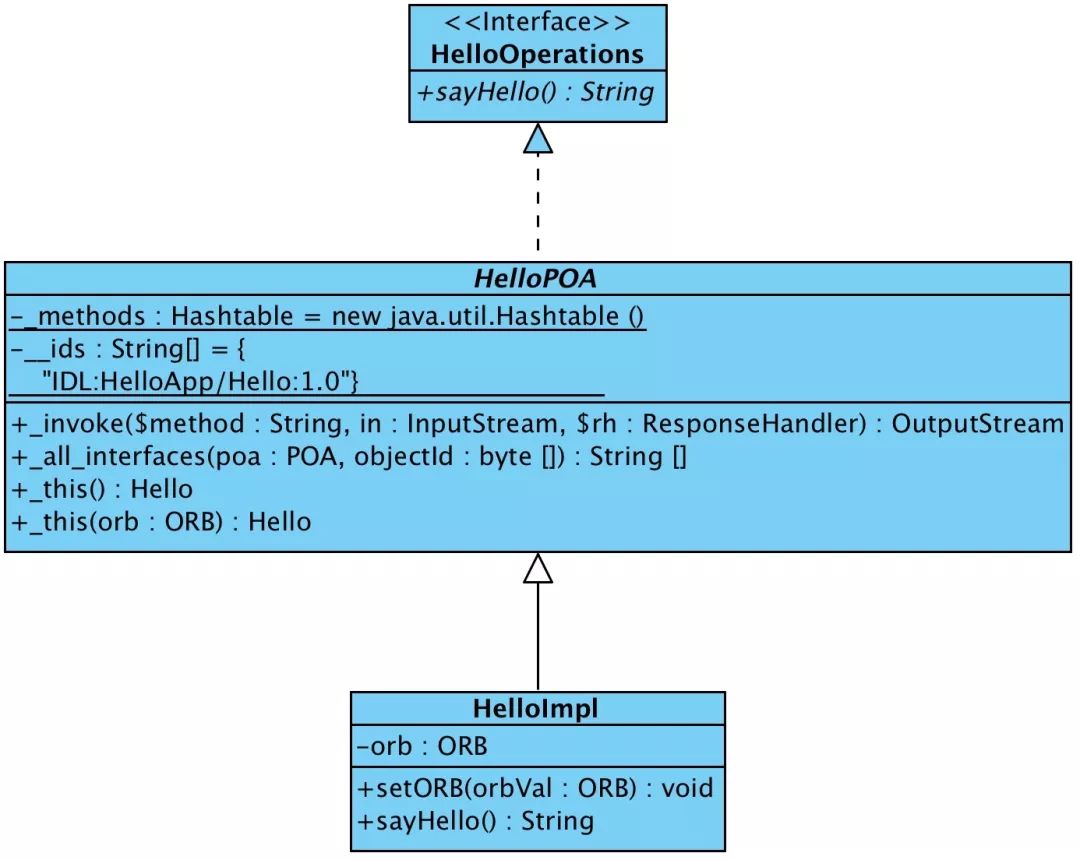 <<Interface>>
HelloOperations
+sayHello() : String
HelloPOA
-_methods : Hashtable = new java.util.Hashtable ()
-__ids : String[] = {
"IDL:HelloApp/Hello:1.0"}
+_invoke($method : String, in : InputStream, $rh : ResponseHandler) : OutputStream
+_all_interfaces(poa : POA, objectId : byte []) : String []
+_this() : Hello
+_this(orb : ORB) : Hello
HelloImpl
-orb : ORB
+setORB(orbVal : ORB) : void
+sayHello() : String